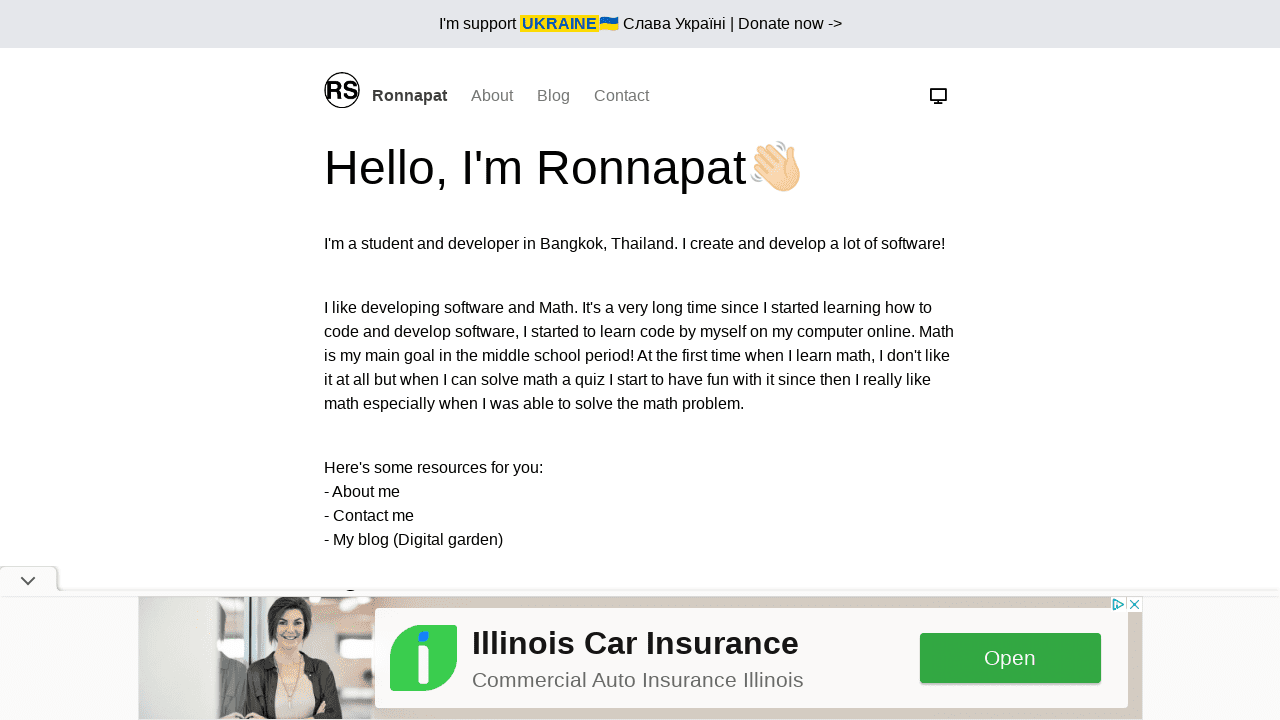 I'm support UKRAINE🇺🇦 Слава Україні | Donate now ->
RS
Ronnapat About Blog Contact
Hello, I'm Ronnapat👋🏻
I'm a student and developer in Bangkok, Thailand. I create and develop a lot of software!
I like developing software and Math. It's a very long time since I started learning how to
code and develop software, I started to learn code by myself on my computer online. Math
is my main goal in the middle school period! At the first time when I learn math, I don't like
it at all but when I can solve math a quiz I start to have fun with it since then I really like
math especially when I was able to solve the math problem.
Here's some resources for you:
- About me
- Contact me
- My blog (Digital garden)
Illinois Car Insurance
Commercial Auto Insurance Illinois
Open